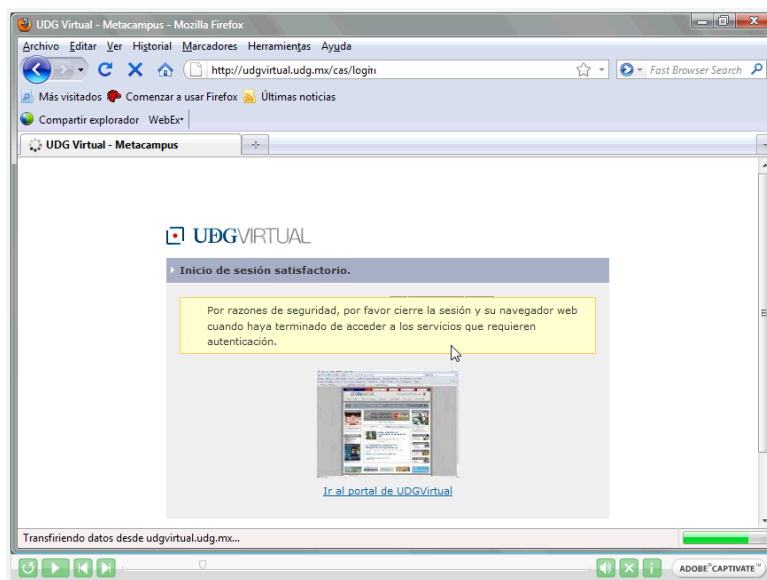 UDG Virtual - Metacampus - Mozilla Firefox
Archivo Editar Ver Historial Marcadores Herramientas Ayuda
http://udgvirtual.udg.mx/cas/login
Fast Browser Search
Más visitados Comenzar a usar Firefox Últimas noticias
Compartir explorador WebEx
UDG Virtual - Metacampus
UDGVIRTUAL
Inicio de sesión satisfactorio.
Por razones de seguridad, por favor cierre la sesión y su navegador web
cuando haya terminado de acceder a los servicios que requieren
autenticación.
Ir al portal de UDGVirtual
Transfiriendo datos desde udgvirtual.udg.mx...
ADOBE® CAPTIVATE™